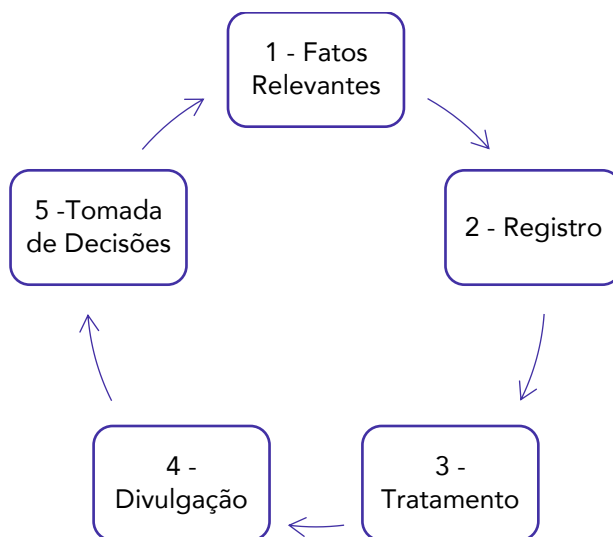 1 - Fatos
Relevantes
2 - Registro
3 -
Tratamento
4 -
Divulgação
5 -Tomada
de Decisões